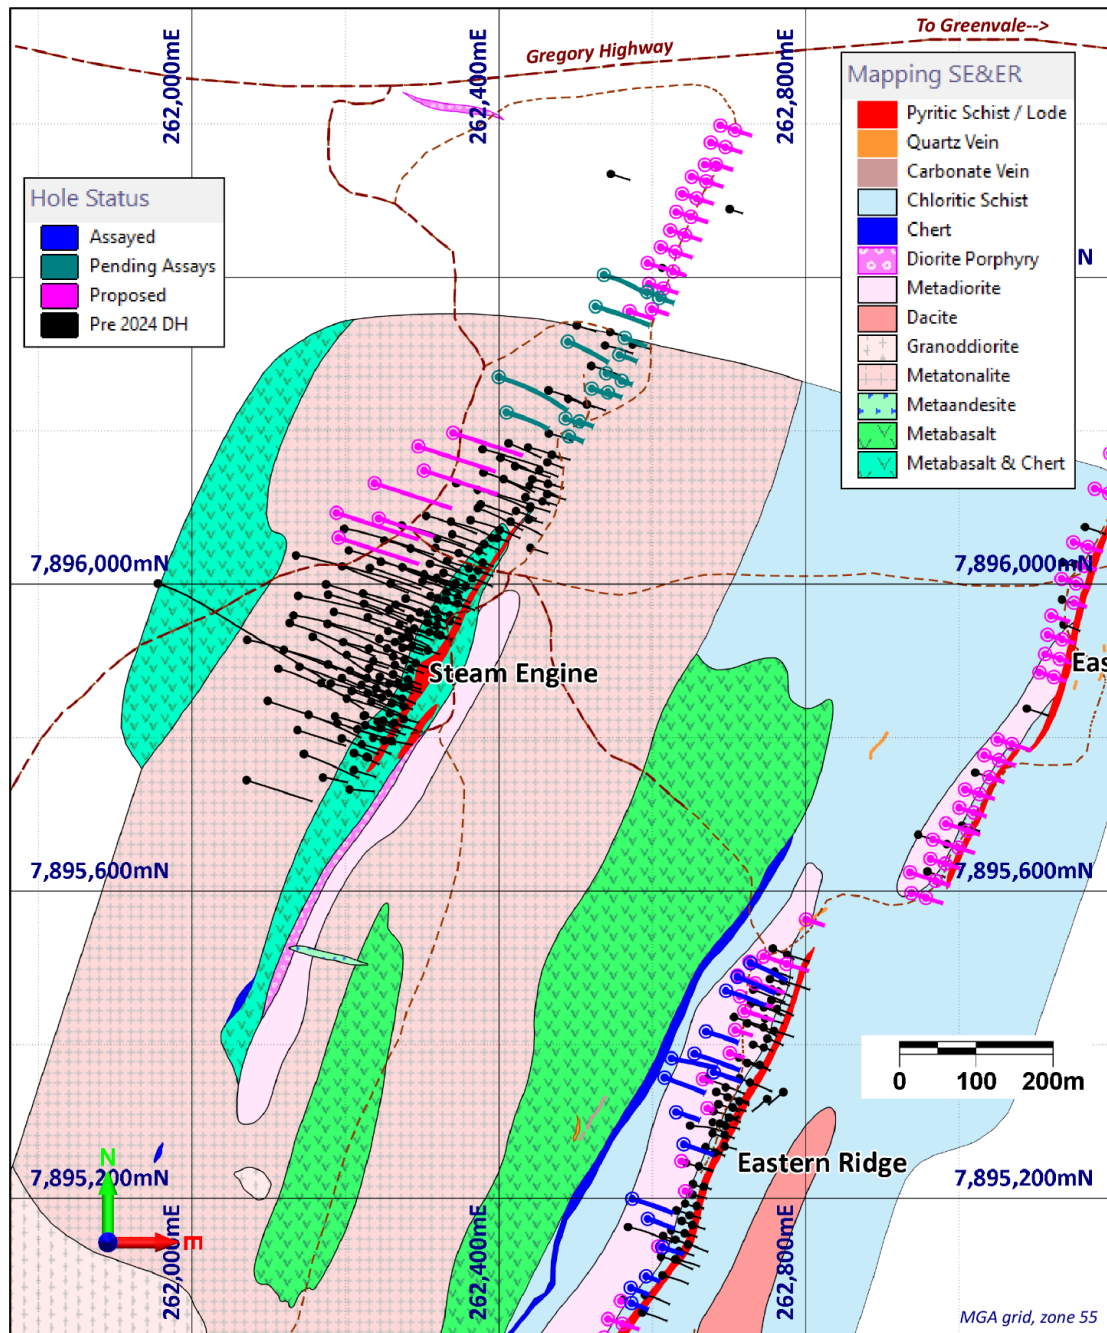 To Greenvale-->
Gregory Highway
262,000mE
262,400mE
262,800mE
Mapping SE&ER
Pyritic Schist / Lode
Quartz Vein
Carbonate Vein
Chloritic Schist
Chert
Diorite Porphyry
Metadiorite
Dacite
Granoddiorite
Metatonalite
Metaandesite
Metabasalt
Metabasalt & Chert
Hole Status
Assayed
Pending Assays
Proposed
Pre 2024 DH
N
7,896,000mN
7,896,000mN
Steam Engine
Eas
7,895,600mN
7,895,600mN
0 100 200m
Eastern Ridge
7,895,200mN
7,895,200mN
N
E
262,000mE
262,400mE
262,800mE
MGA grid, zone 55